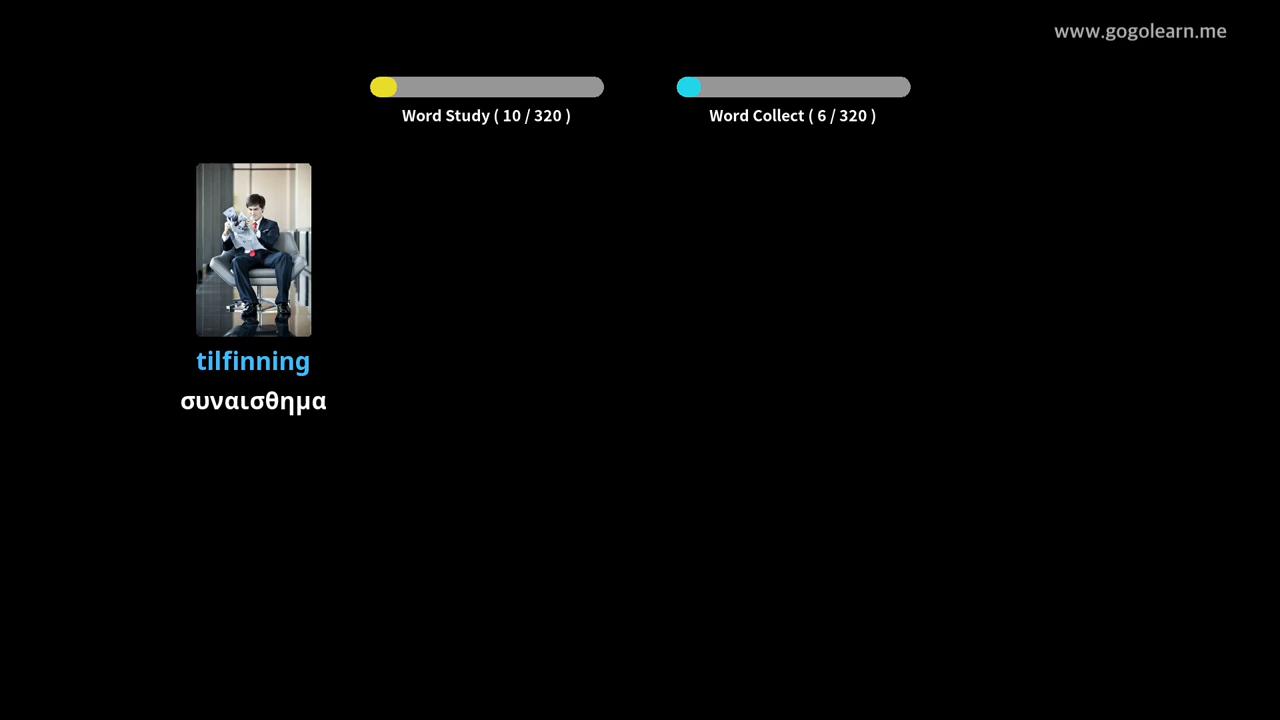 www.gogolearn.me
Word Study ( 10 / 320 )
Word Collect ( 6 / 320 )
tilfinning
συναισθημα